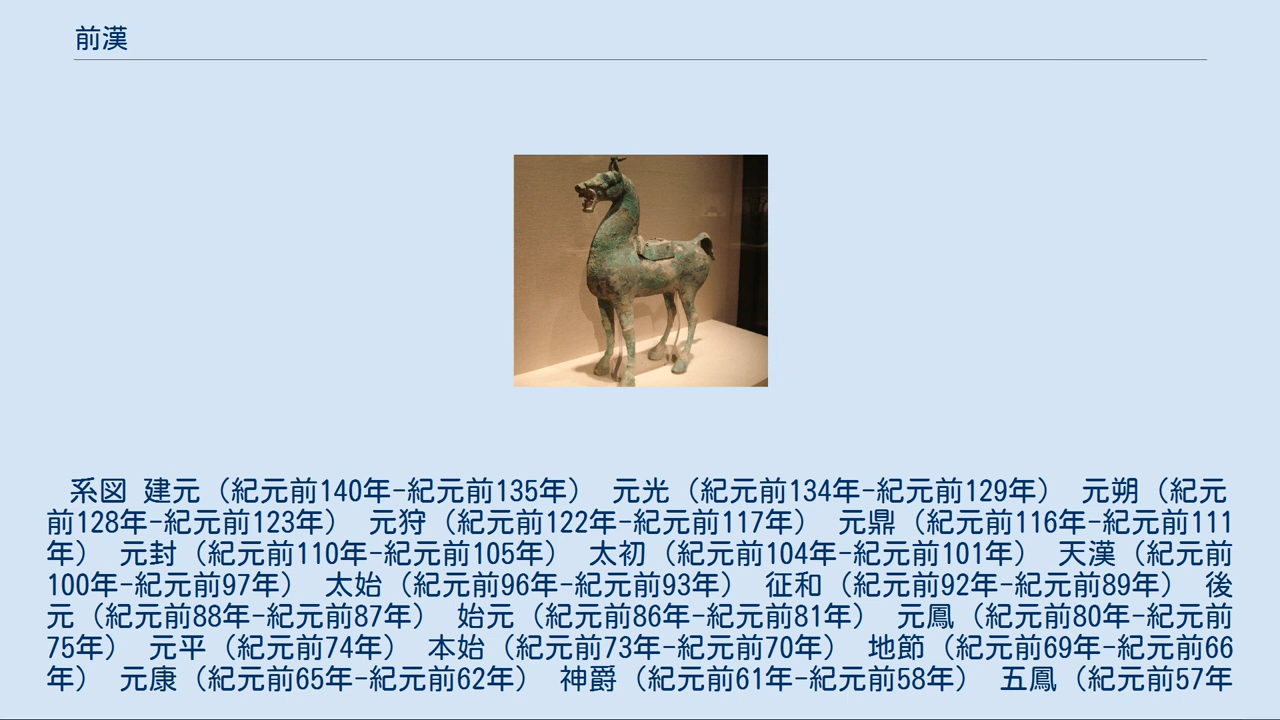 前漢
系図 建元（紀元前140年-紀元前135年） 元光（紀元前134年-紀元前129年） 元朔（紀元
前128年-紀元前123年） 元狩（紀元前122年-紀元前117年） 元鼎（紀元前116年-紀元前111
年） 元封（紀元前110年-紀元前105年） 太初（紀元前104年-紀元前101年） 天漢（紀元前
100年-紀元前97年） 太始（紀元前96年-紀元前93年） 征和（紀元前92年-紀元前89年） 後
元（紀元前88年-紀元前87年） 始元（紀元前86年-紀元前81年） 元鳳（紀元前80年-紀元前
75年） 元平（紀元前74年） 本始（紀元前73年-紀元前70年） 地節（紀元前69年-紀元前66
年） 元康（紀元前65年-紀元前62年） 神爵（紀元前61年-紀元前58年） 五鳳（紀元前57年